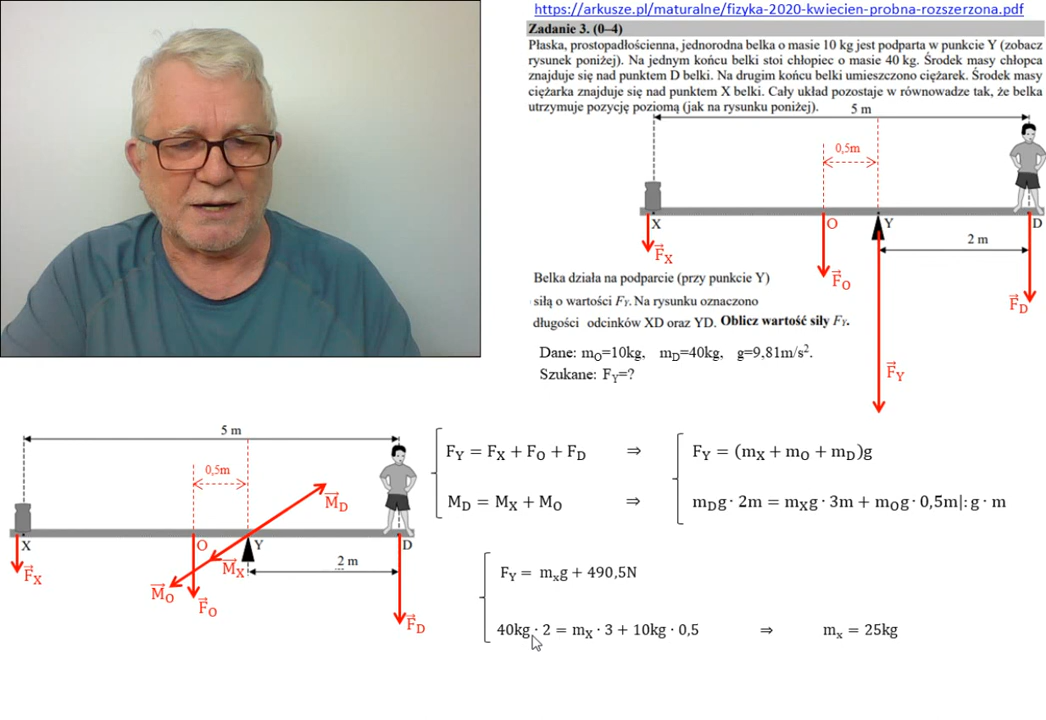 https://arkusze.pl/maturalne/fizyka-2020-kwiecien-probna-rozszerzona.pdf
Zadanie 3. (0–4)
Płaska, prostopadłościenna, jednorodna belka o masie 10 kg jest podparta w punkcie Y (zobacz
rysunek poniżej). Na jednym końcu belki stoi chłopiec o masie 40 kg. Środek masy chłopca
znajduje się nad punktem D belki. Na drugim końcu belki umieszczono ciężarek. Środek masy
ciężarka znajduje się nad punktem X belki. Cały układ pozostaje w równowadze tak, że belka
utrzymuje pozycję poziomą (jak na rysunku poniżej).
5 m
0,5m
X
O
Y
D
2 m
F⃗X
F⃗O
F⃗D
F⃗Y
Belka działa na podparcie (przy punkcie Y)
siłą o wartości FY. Na rysunku oznaczono
długości odcinków XD oraz YD. Oblicz wartość siły FY.
Dane: mO=10kg, mD=40kg, g=9,81m/s².
Szukane: FY=?
5 m
0,5m
M⃗D
X
O
Y
D
2 m
F⃗X
M⃗X
M⃗O
F⃗O
F⃗D
FY = FX + FO + FD ⇒ FY = (mX + mO + mD)g
MD = MX + MO ⇒ mDg · 2m = mXg · 3m + mOg · 0,5m|: g · m
FY = mxg + 490,5N
40kg · 2 = mX · 3 + 10kg · 0,5 ⇒ mx = 25kg